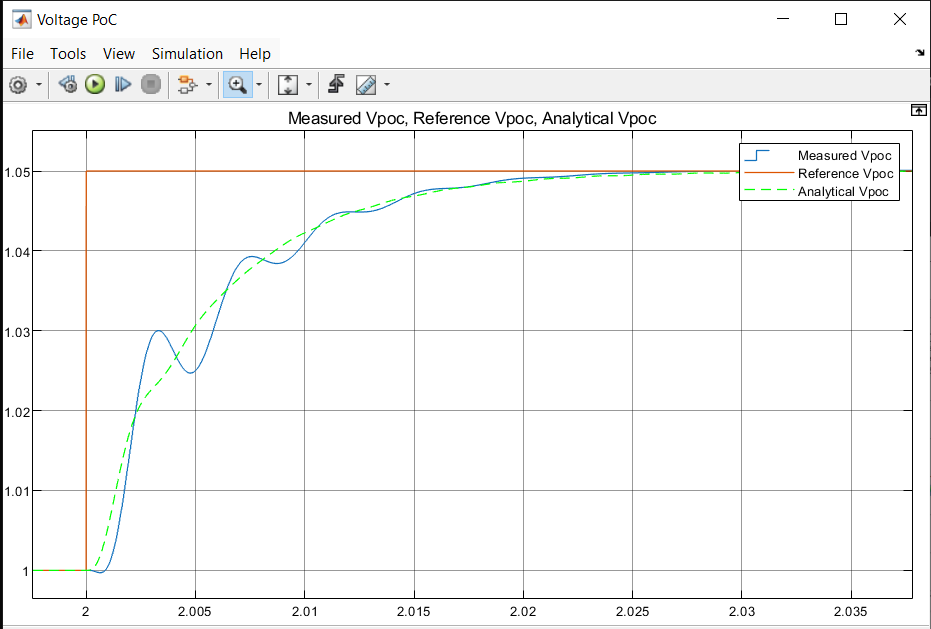 Voltage PoC
File Tools View Simulation Help
Measured Vpoc, Reference Vpoc, Analytical Vpoc
Measured Vpoc
Reference Vpoc
Analytical Vpoc
1.05
1.04
1.03
1.02
1.01
1
2 2.005 2.01 2.015 2.02 2.025 2.03 2.035